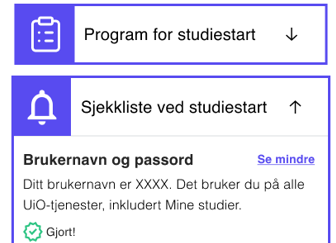 Program for studiestart
Sjekkliste ved studiestart
Brukernavn og passord Se mindre
Ditt brukernavn er XXXX. Det bruker du på alle
UiO-tjenester, inkludert Mine studier.
Gjort!